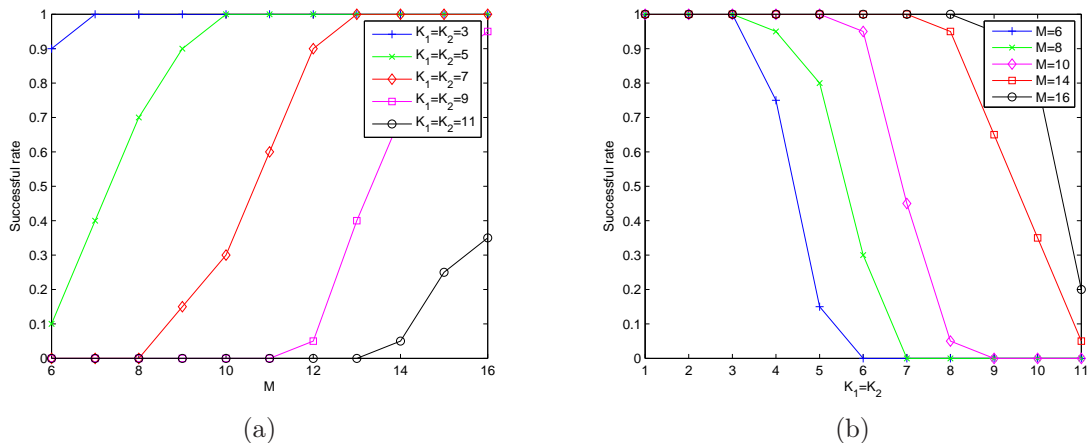 1
0.9
0.8
0.7
0.6
0.5
0.4
0.3
0.2
0.1
0
6
8
10
12
14
16
M
Successful rate
K₁=K₂=3
K₁=K₂=5
K₁=K₂=7
K₁=K₂=9
K₁=K₂=11
(a)
1
0.9
0.8
0.7
0.6
0.5
0.4
0.3
0.2
0.1
0
1
2
3
4
5
6
7
8
9
10
11
K₁=K₂
Successful rate
M=6
M=8
M=10
M=14
M=16
(b)